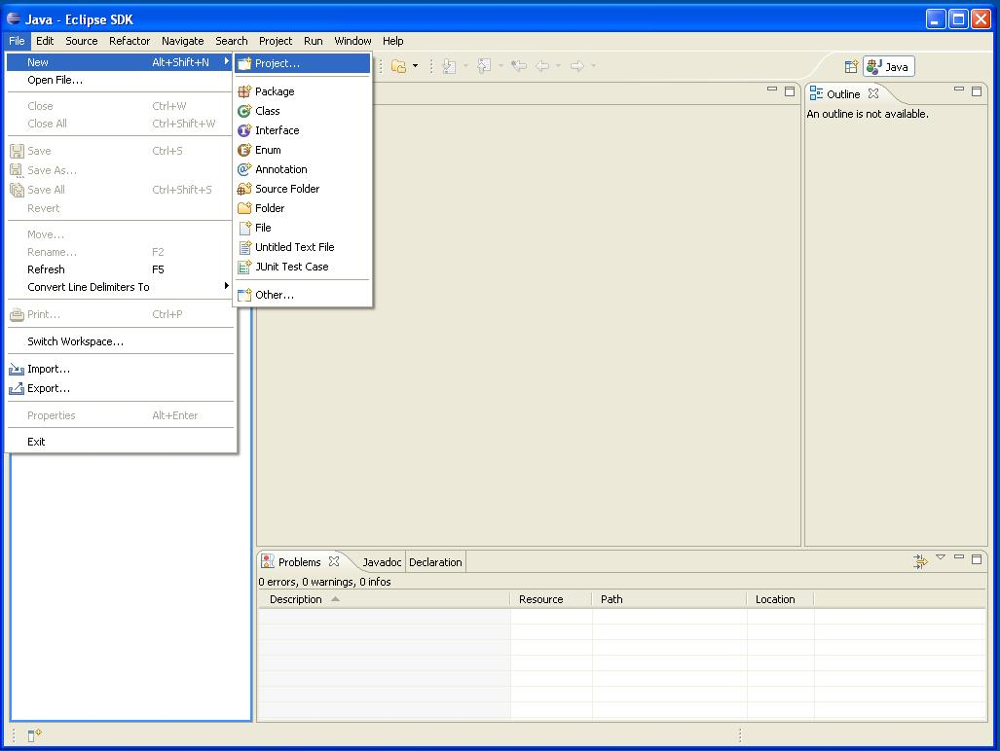 Java - Eclipse SDK
File Edit Source Refactor Navigate Search Project Run Window Help
New Alt+Shift+N
Open File...
Close Ctrl+W
Close All Ctrl+Shift+W
Save Ctrl+S
Save As...
Save All Ctrl+Shift+S
Revert
Move...
Rename... F2
Refresh F5
Convert Line Delimiters To
Print... Ctrl+P
Switch Workspace...
Import...
Export...
Properties Alt+Enter
Exit
Project...
Package
Class
Interface
Enum
Annotation
Source Folder
Folder
File
Untitled Text File
JUnit Test Case
Other...
Java
Outline
An outline is not available.
Problems Javadoc Declaration
0 errors, 0 warnings, 0 infos
Description Resource Path Location